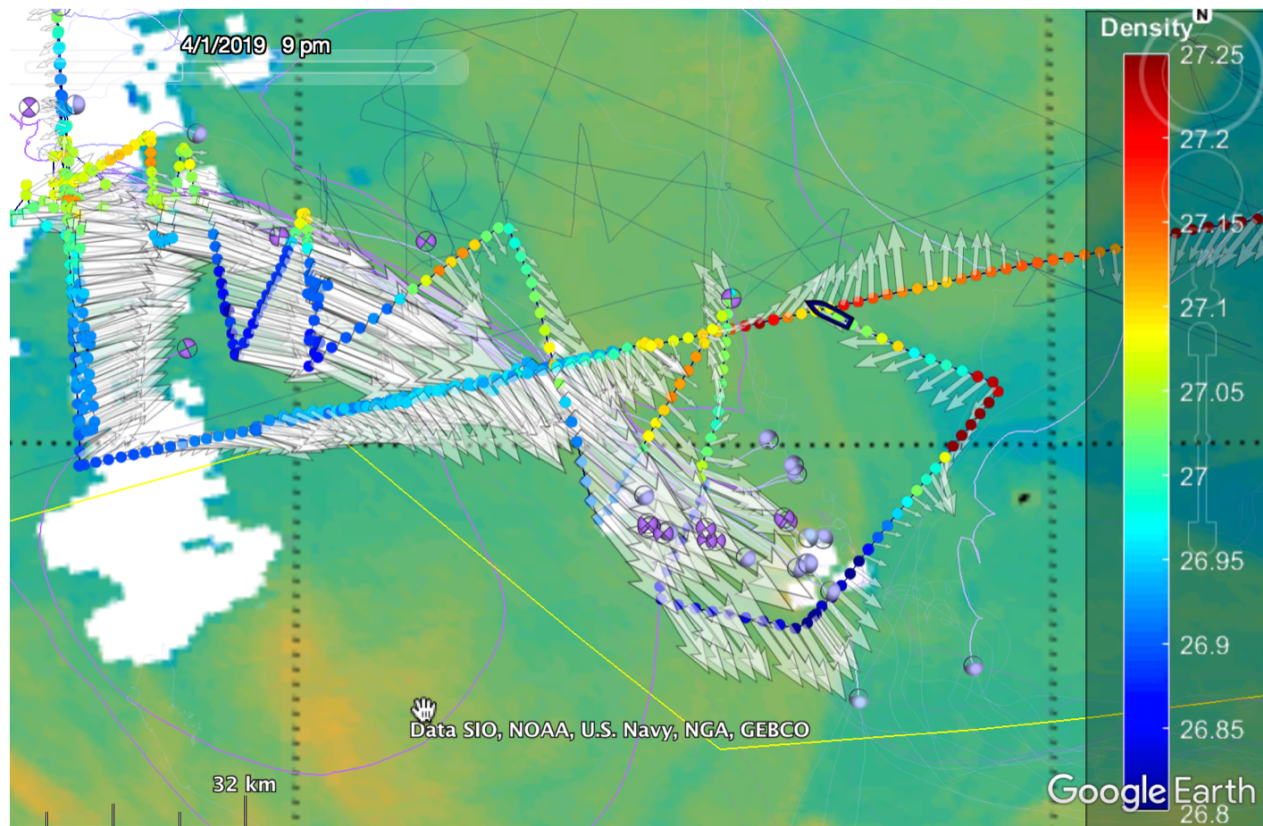 N
4/1/2019 9 pm
Density
27.25
27.2
27.15
27.1
27.05
27
26.95
26.9
26.85
26.8
Data SIO, NOAA, U.S. Navy, NGA, GEBCO
32 km
Google Earth